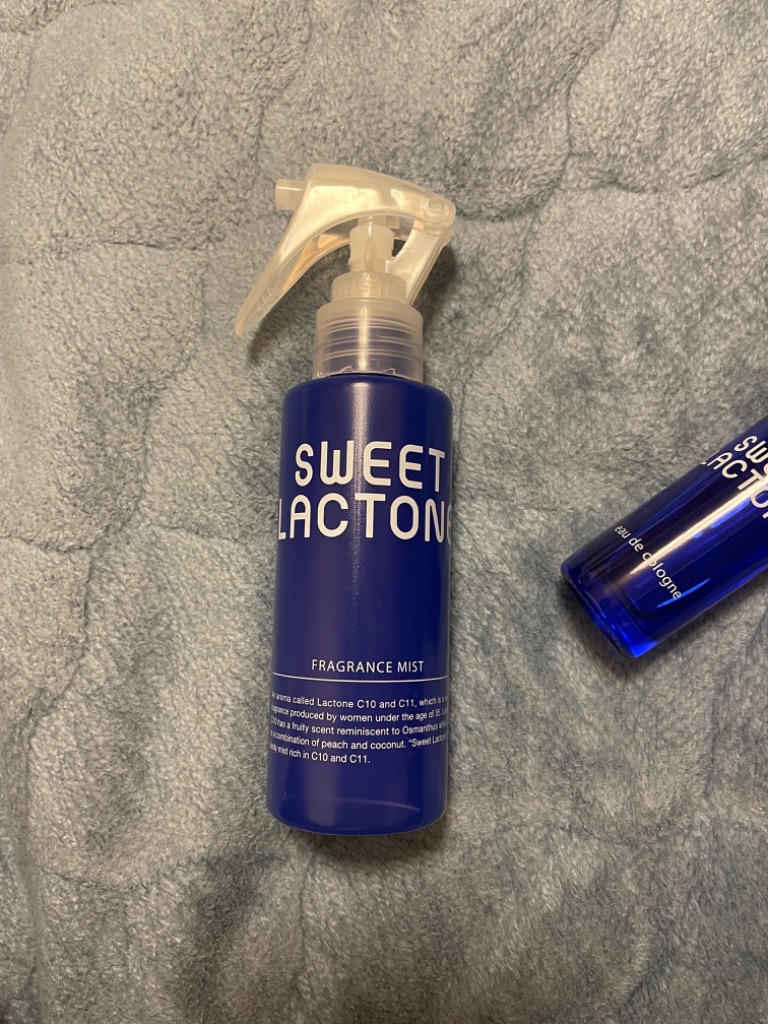 SWEET
LACTONE
FRAGRANCE MIST
aroma called Lactone C10 and C11, which is a
fragrance produced by women under the age of 35.
C10 has a fruity scent reminiscent to Osmanthus
a combination of peach and coconut. "Sweet Lactone
body mist rich in C10 and C11.
SWE
LACTON
eau de cologne